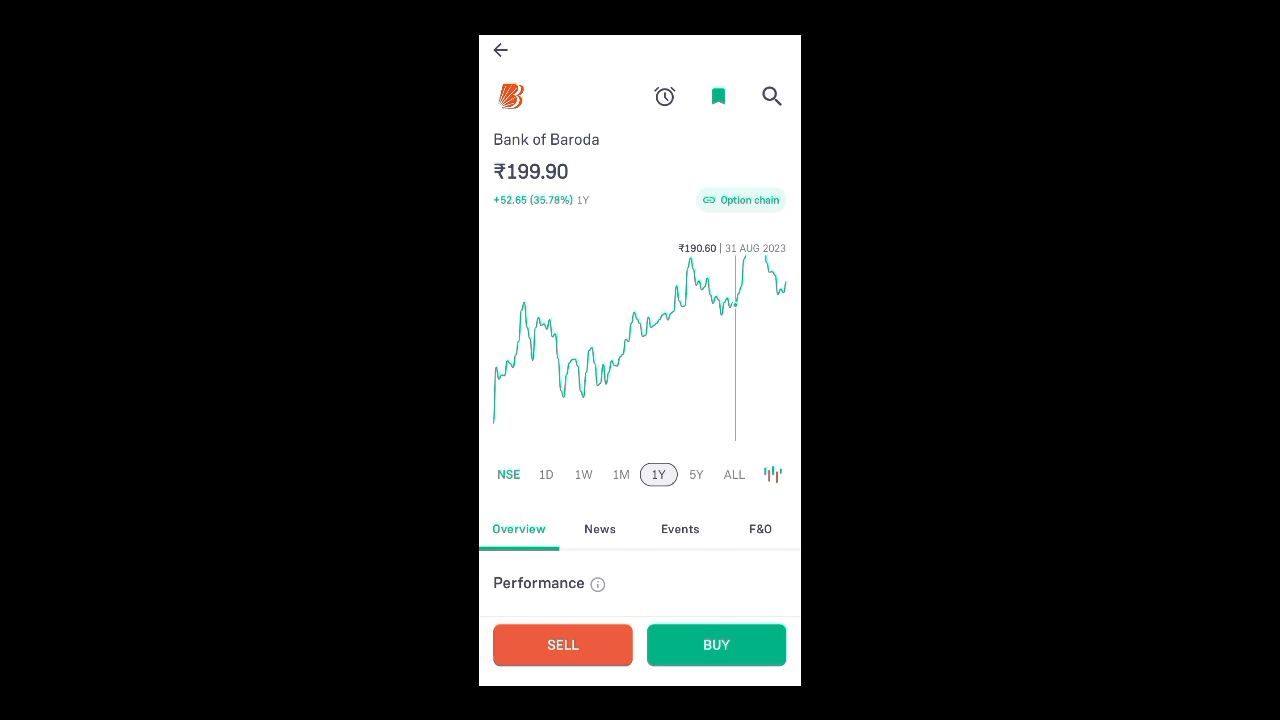 Bank of Baroda
₹199.90
+52.65 (35.78%) 1Y
Option chain
₹190.60 | 31 AUG 2023
NSE 1D 1W 1M 1Y 5Y ALL
Overview News Events F&O
Performance
SELL BUY